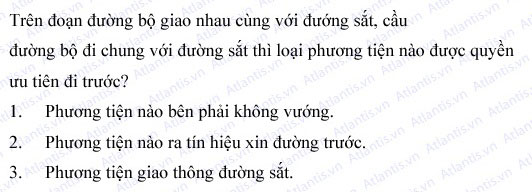 Trên đoạn đường bộ giao nhau cùng với đướng sắt, cầu
đường bộ đi chung với đường sắt thì loại phương tiện nào được quyền
ưu tiên đi trước?
1. Phương tiện nào bên phải không vướng.
2. Phương tiện nào ra tín hiệu xin đường trước.
3. Phương tiện giao thông đường sắt.
Atlantis.vn